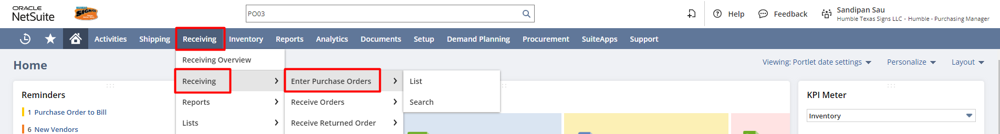 ORACLE
NetSuite
SIGN CO
PO03
Help
Feedback
Sandipan Sau
Humble Texas Signs LLC - Humble - Purchasing Manager
Activities
Shipping
Receiving
Inventory
Reports
Analytics
Documents
Setup
Demand Planning
Procurement
SuiteApps
Support
Home
Viewing: Portlet date settings
Personalize
Layout
Receiving Overview
Receiving
Reports
Lists
Enter Purchase Orders
Receive Orders
Receive Returned Order
List
Search
Reminders
1 Purchase Order to Bill
6 New Vendors
KPI Meter
Inventory